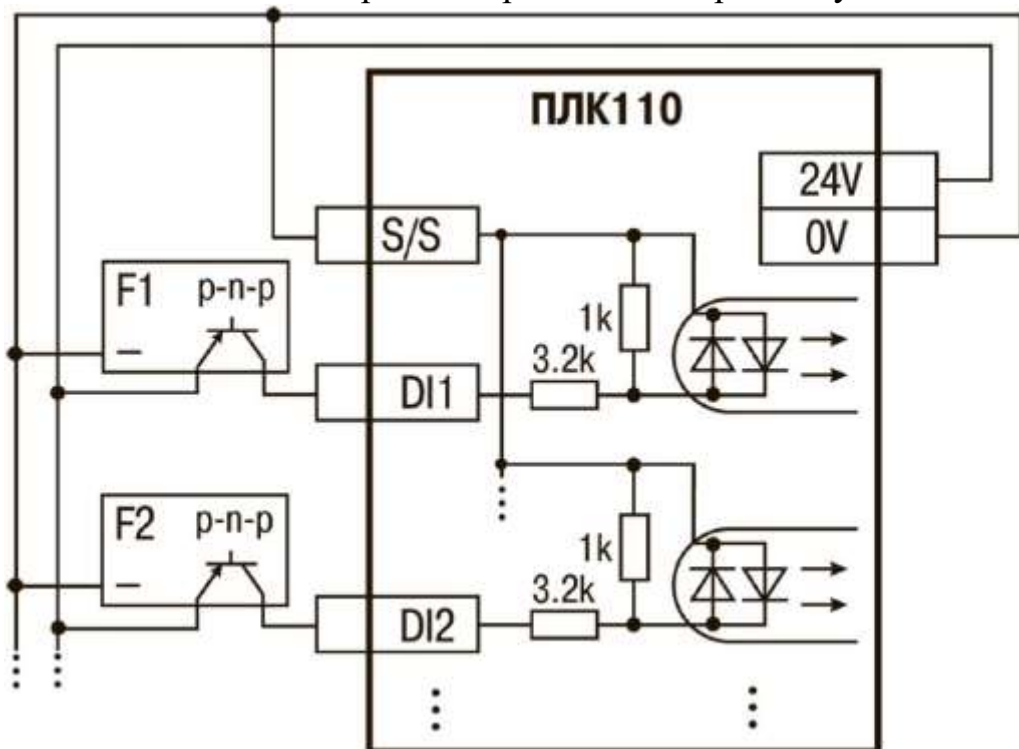 ПЛК110
24V
0V
S/S
F1 p-n-p
–
1k
3.2k
DI1
F2 p-n-p
–
1k
3.2k
DI2